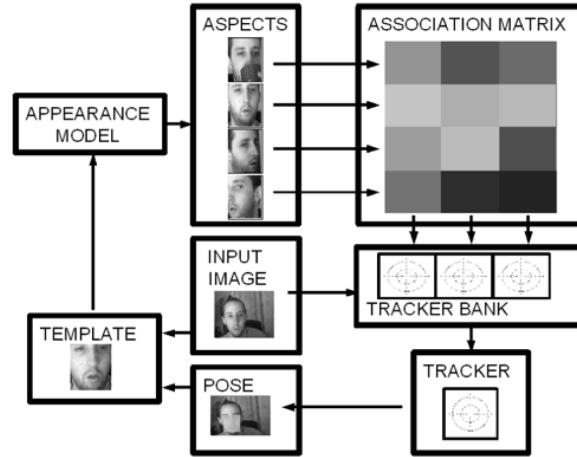 ASPECTS
ASSOCIATION MATRIX
APPEARANCE
MODEL
INPUT
IMAGE
TRACKER BANK
TEMPLATE
POSE
TRACKER